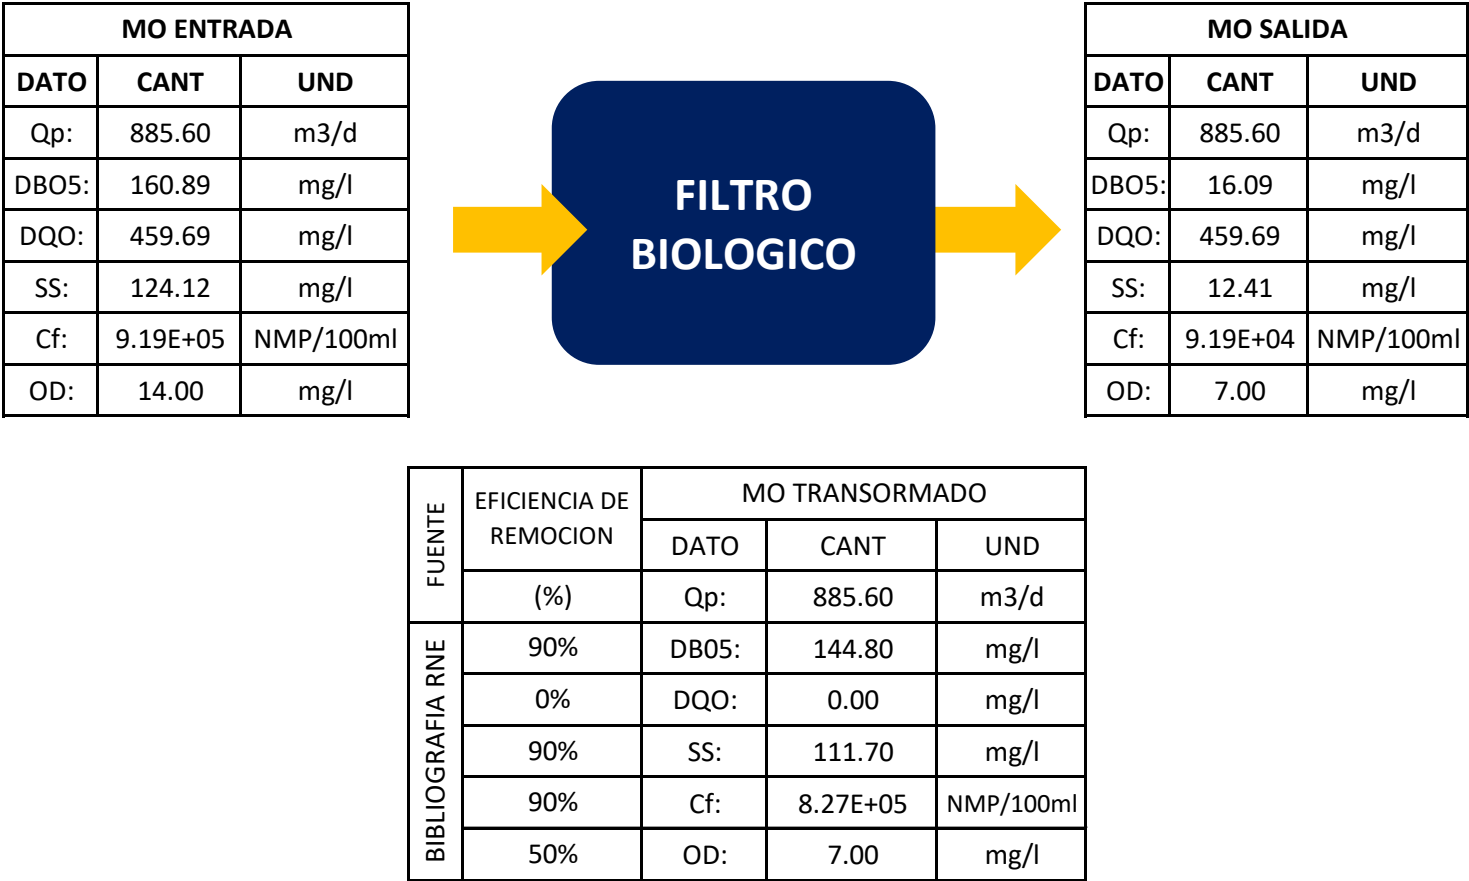 MO ENTRADA
DATO CANT UND
Qp: 885.60 m3/d
DBO5: 160.89 mg/l
DQO: 459.69 mg/l
SS: 124.12 mg/l
Cf: 9.19E+05 NMP/100ml
OD: 14.00 mg/l
FILTRO
BIOLOGICO
MO SALIDA
DATO CANT UND
Qp: 885.60 m3/d
DBO5: 16.09 mg/l
DQO: 459.69 mg/l
SS: 12.41 mg/l
Cf: 9.19E+04 NMP/100ml
OD: 7.00 mg/l
FUENTE
EFICIENCIA DE
REMOCION
MO TRANSORMADO
DATO CANT UND
(%) Qp: 885.60 m3/d
BIBLIOGRAFIA RNE
90% DB05: 144.80 mg/l
0% DQO: 0.00 mg/l
90% SS: 111.70 mg/l
90% Cf: 8.27E+05 NMP/100ml
50% OD: 7.00 mg/l